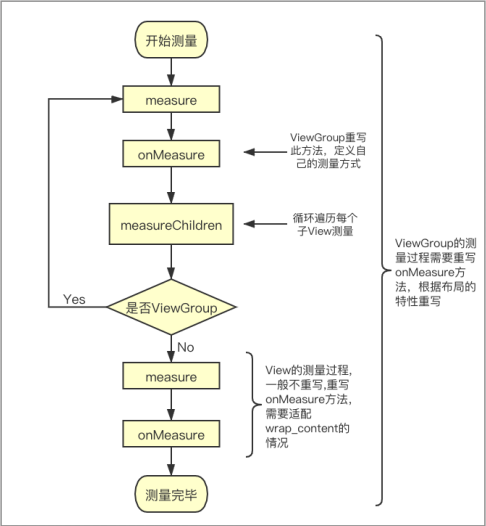 开始测量
measure
onMeasure
ViewGroup重写
此方法，定义自
己的测量方式
measureChildren
循环遍历每个
子View测量
ViewGroup的测
量过程需要重写
onMeasure方
法，根据布局的
特性重写
Yes
是否ViewGroup
No
measure
onMeasure
View的测量过程,
一般不重写,重写
onMeasure方法,
需要适配
wrap_content的
情况
测量完毕